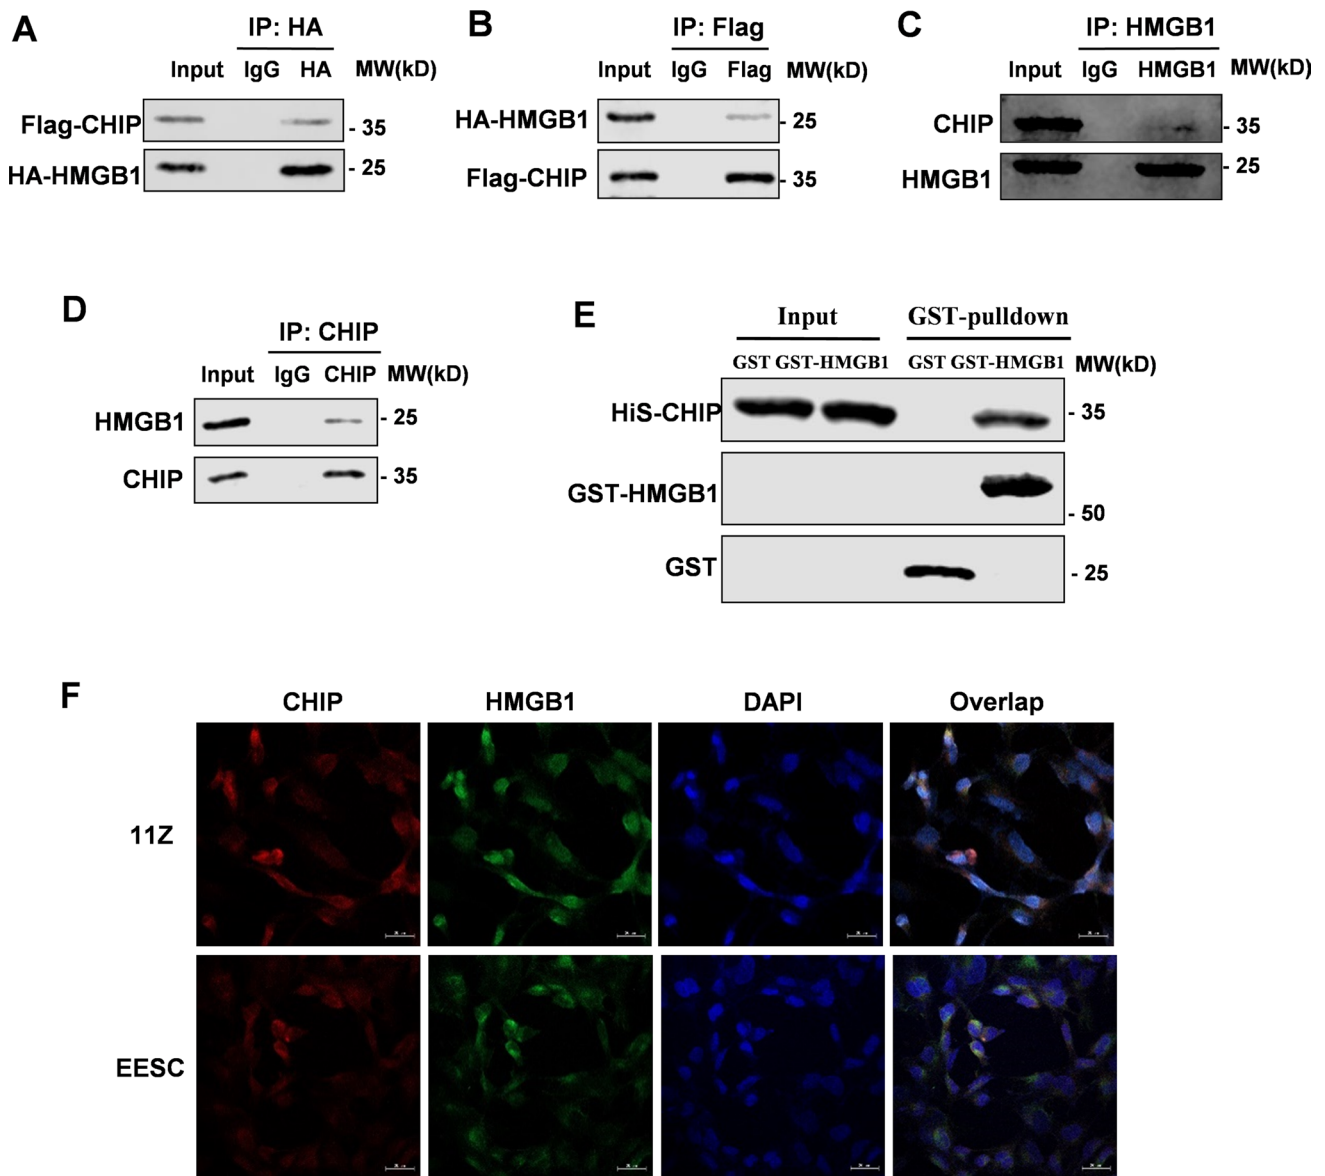 A
IP: HA
Input IgG HA MW(kD)
Flag-CHIP
- 35
HA-HMGB1
- 25
B
IP: Flag
Input IgG Flag MW(kD)
HA-HMGB1
- 25
Flag-CHIP
- 35
C
IP: HMGB1
Input IgG HMGB1 MW(kD)
CHIP
- 35
HMGB1
- 25
D
IP: CHIP
Input IgG CHIP MW(kD)
HMGB1
- 25
CHIP
- 35
E
Input GST-pulldown
GST GST-HMGB1 GST GST-HMGB1 MW(kD)
HiS-CHIP
- 35
GST-HMGB1
- 50
GST
- 25
F
CHIP HMGB1 DAPI Overlap
11Z
EESC